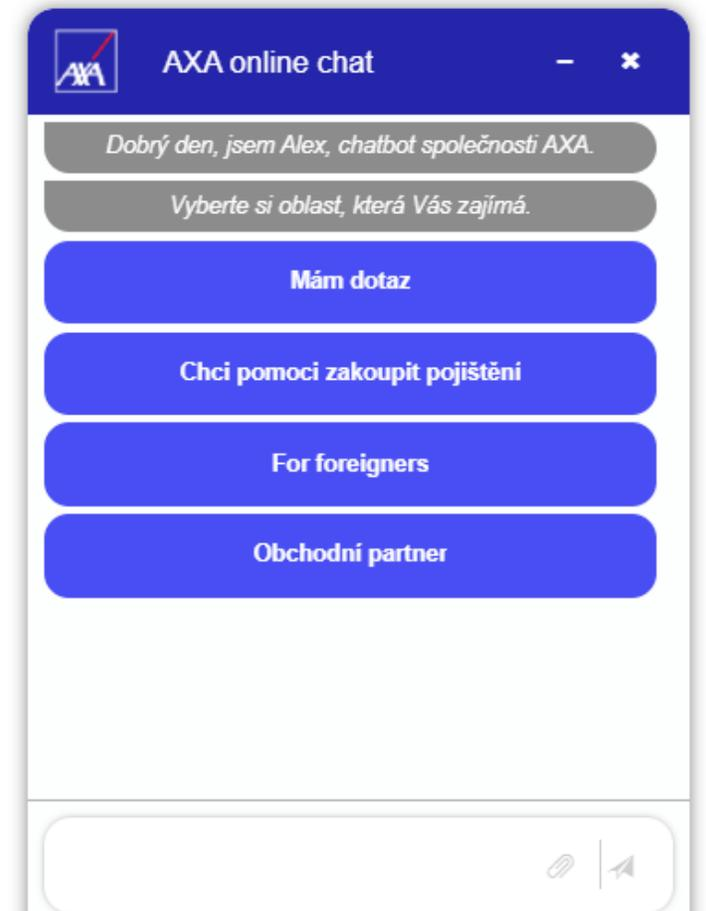 AXA
AXA online chat
Dobrý den, jsem Alex, chatbot společnosti AXA.
Vyberte si oblast, která Vás zajímá.
Mám dotaz
Chci pomoci zakoupit pojištění
For foreigners
Obchodní partner